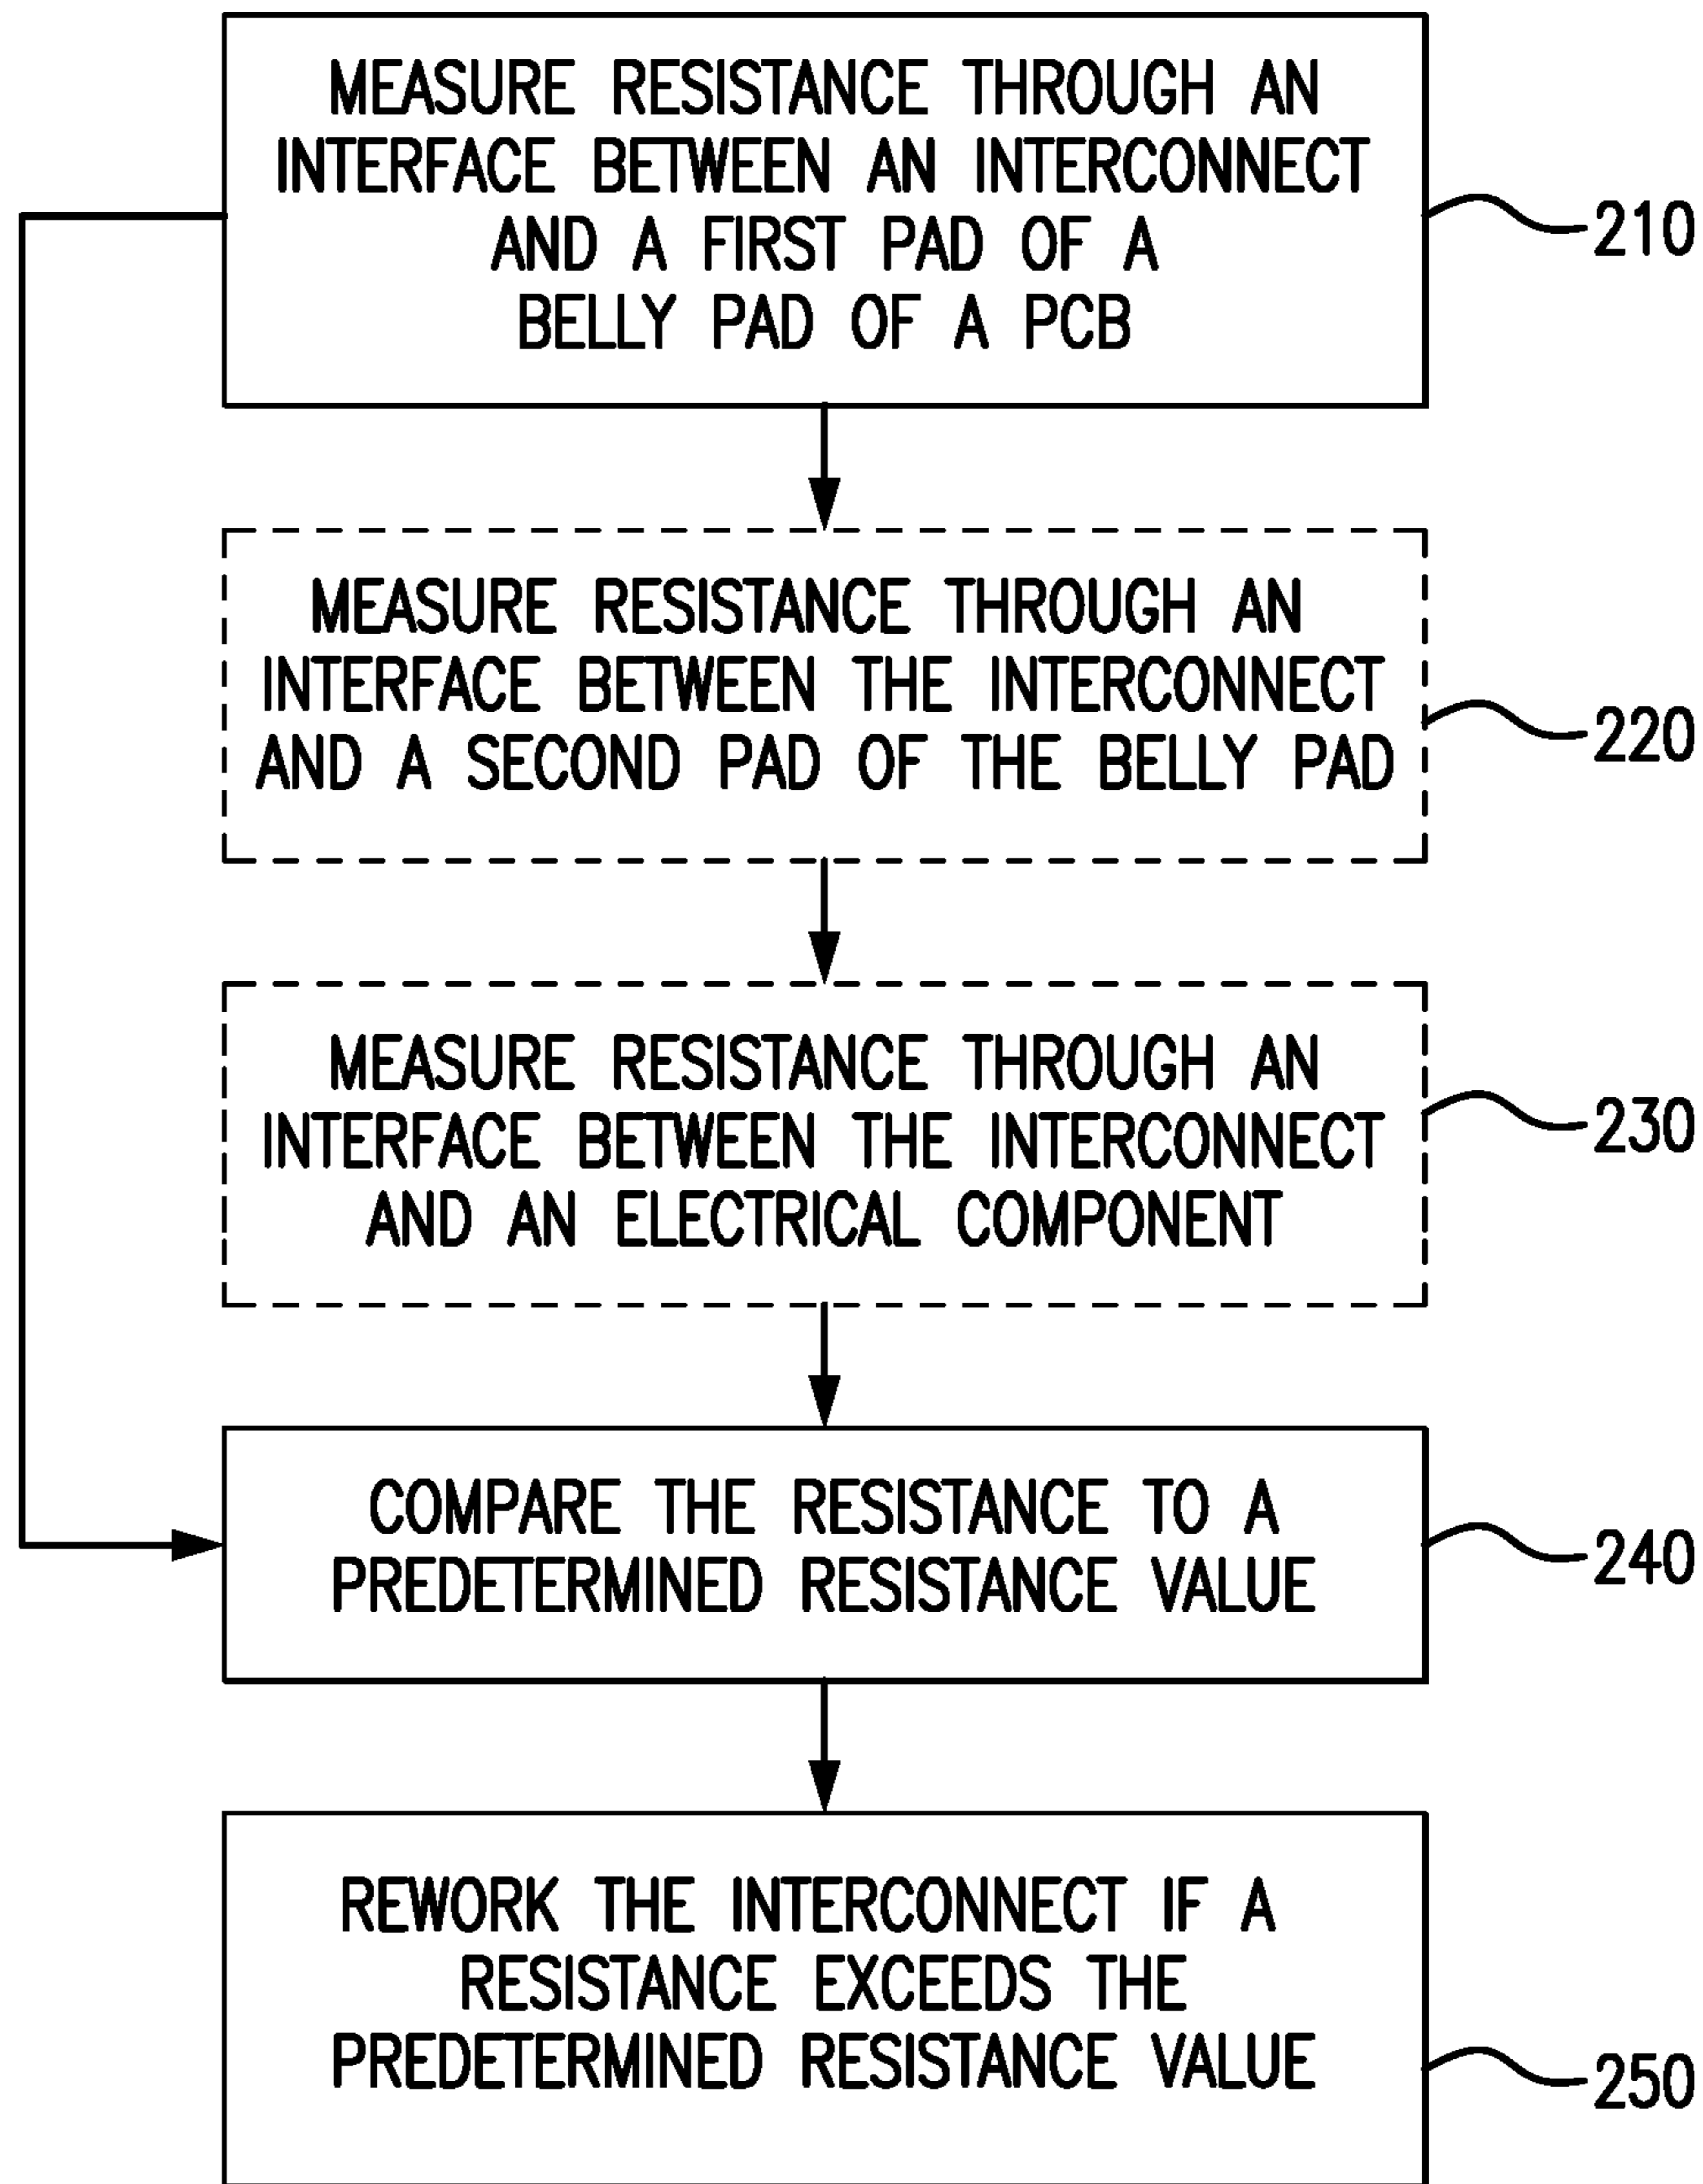 MEASURE RESISTANCE THROUGH AN
INTERFACE BETWEEN AN INTERCONNECT
AND A FIRST PAD OF A
BELLY PAD OF A PCB
210
MEASURE RESISTANCE THROUGH AN
INTERFACE BETWEEN THE INTERCONNECT
AND A SECOND PAD OF THE BELLY PAD
220
MEASURE RESISTANCE THROUGH AN
INTERFACE BETWEEN THE INTERCONNECT
AND AN ELECTRICAL COMPONENT
230
COMPARE THE RESISTANCE TO A
PREDETERMINED RESISTANCE VALUE
240
REWORK THE INTERCONNECT IF A
RESISTANCE EXCEEDS THE
PREDETERMINED RESISTANCE VALUE
250